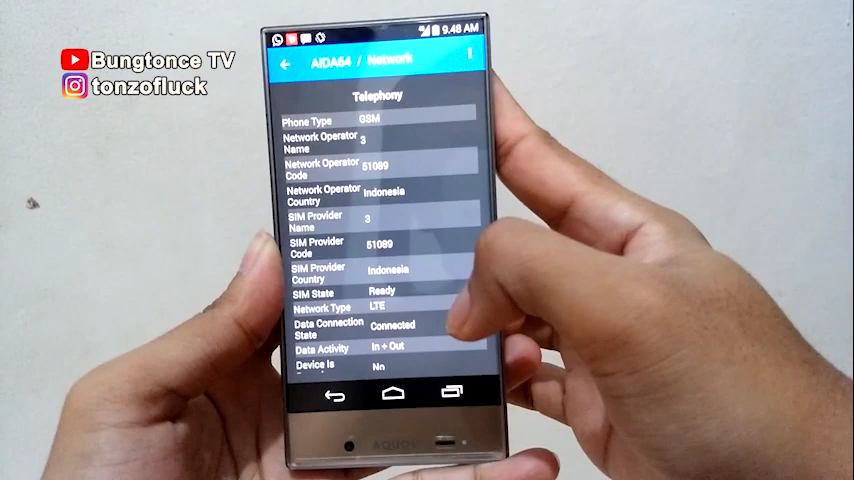 Bungtonce TV
tonzofluck
9.48 AM
AIDA64 / Network
Telephony
Phone Type GSM
Network Operator Name 3
Network Operator Code 51089
Network Operator Country Indonesia
SIM Provider Name 3
SIM Provider Code 51089
SIM Provider Country Indonesia
SIM State Ready
Network Type LTE
Data Connection State Connected
Data Activity In + Out
Device Is No
AQUOS